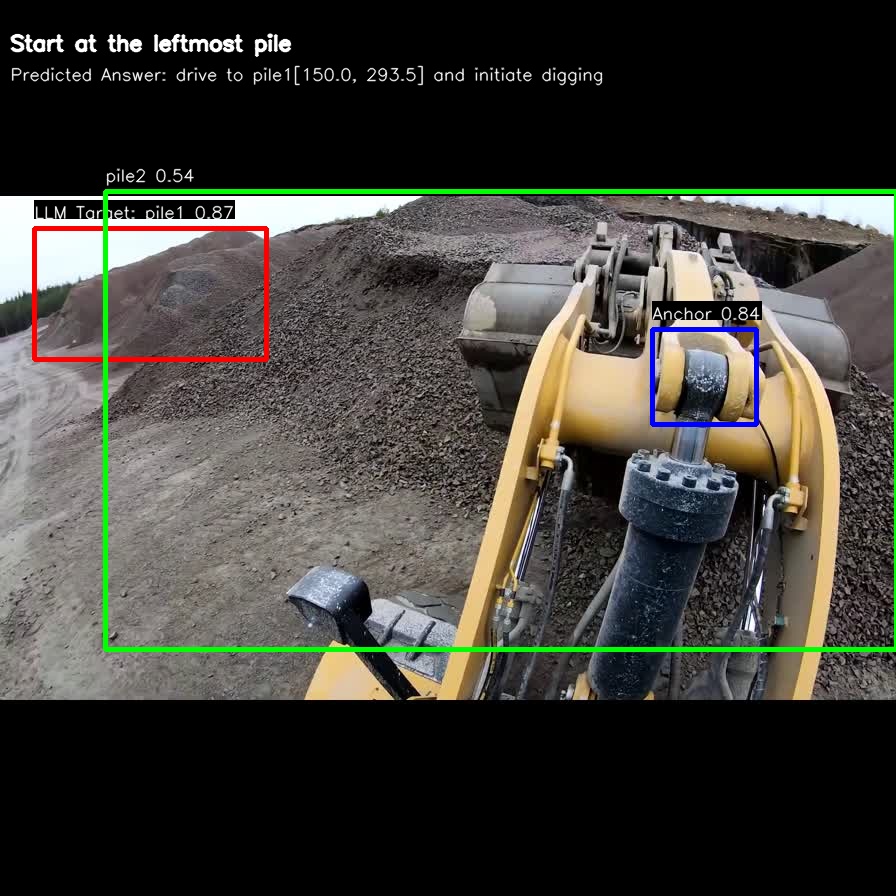 Start at the leftmost pile
Predicted Answer: drive to pile1[150.0, 293.5] and initiate digging
pile2 0.54
LLM Target: pile1 0.87
Anchor 0.84